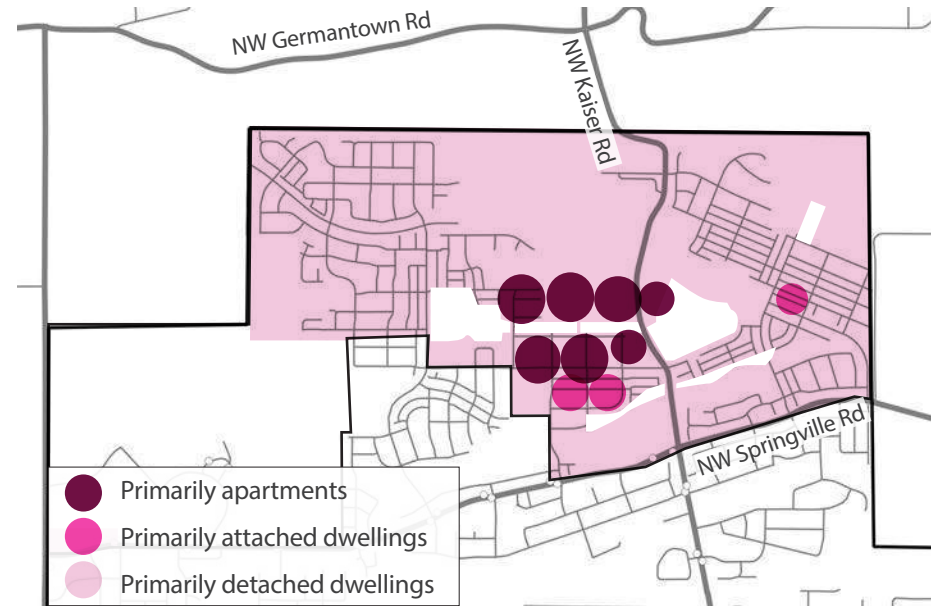 NW Germantown Rd
NW Kaiser Rd
NW Springville Rd
Primarily apartments
Primarily attached dwellings
Primarily detached dwellings